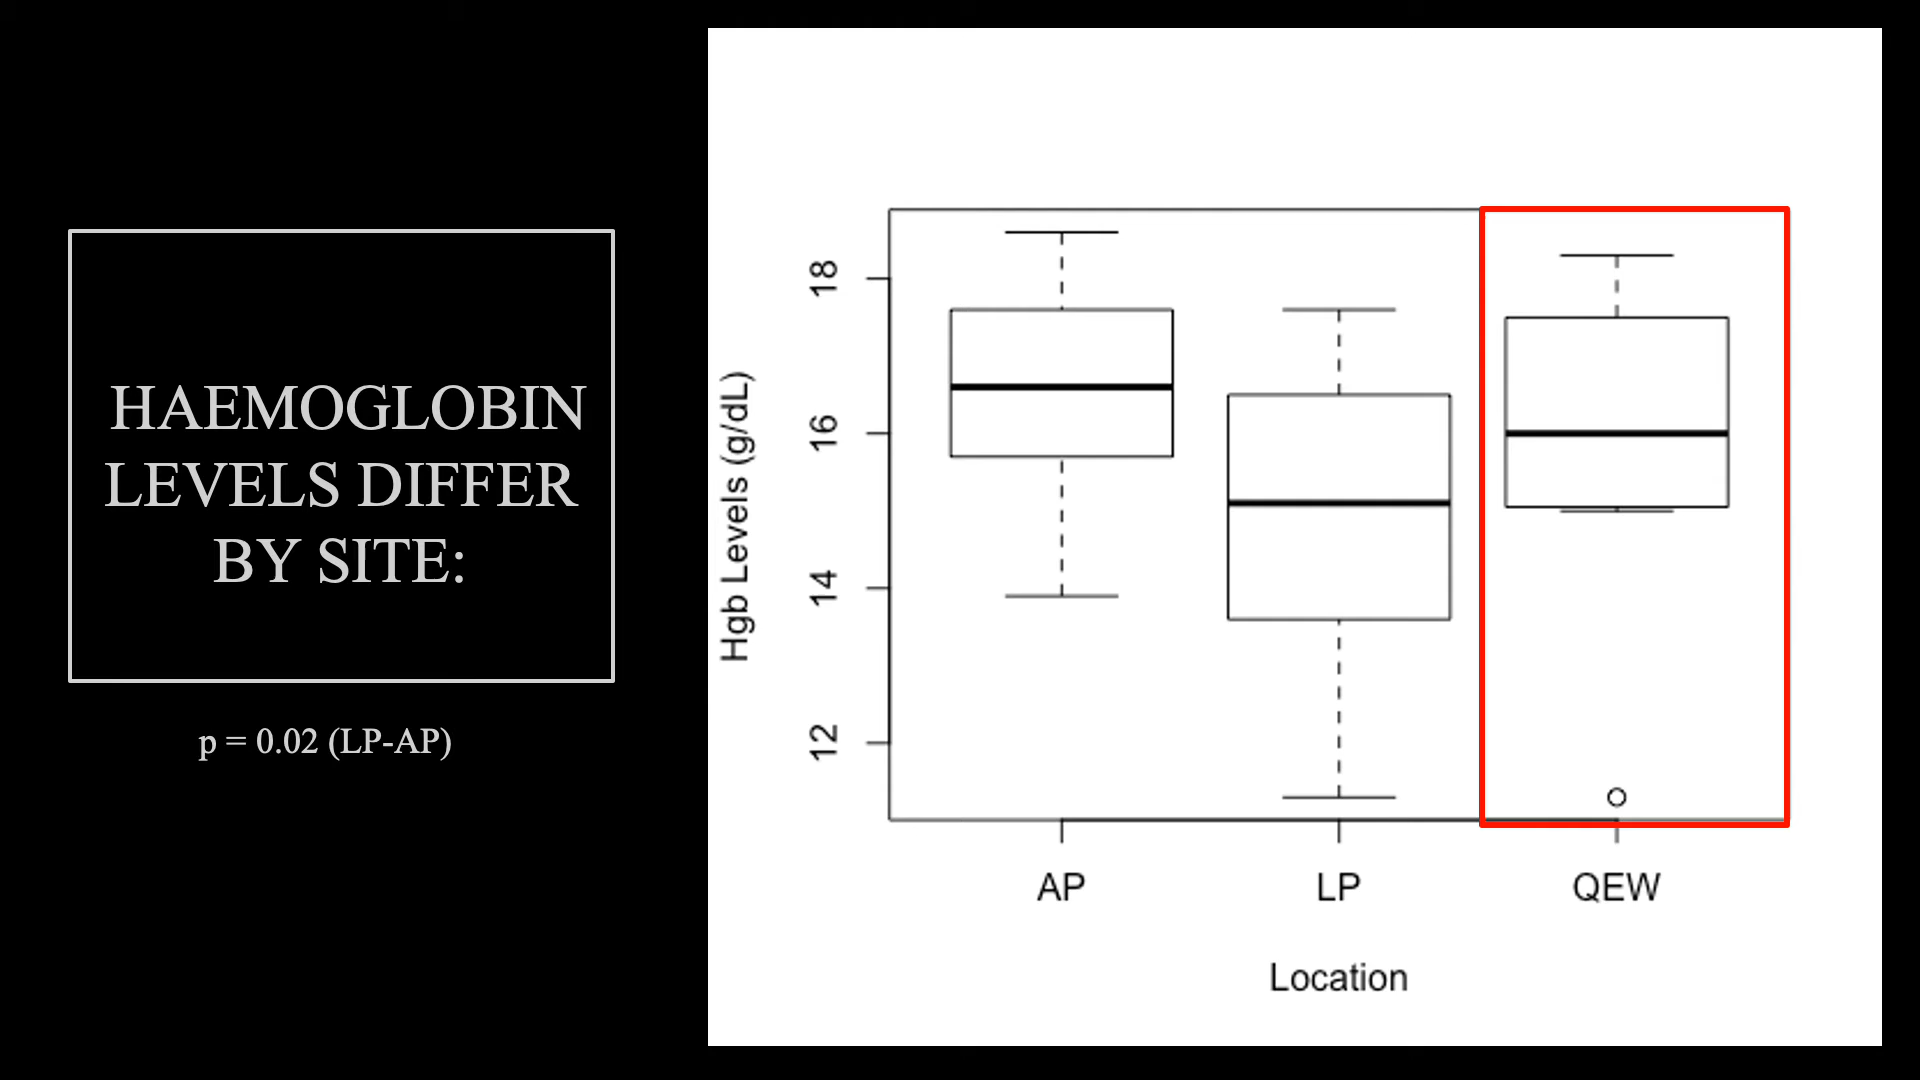 HAEMOGLOBIN
LEVELS DIFFER
BY SITE:
p = 0.02 (LP-AP)
Hgb Levels (g/dL)
18
16
14
12
AP
LP
QEW
Location